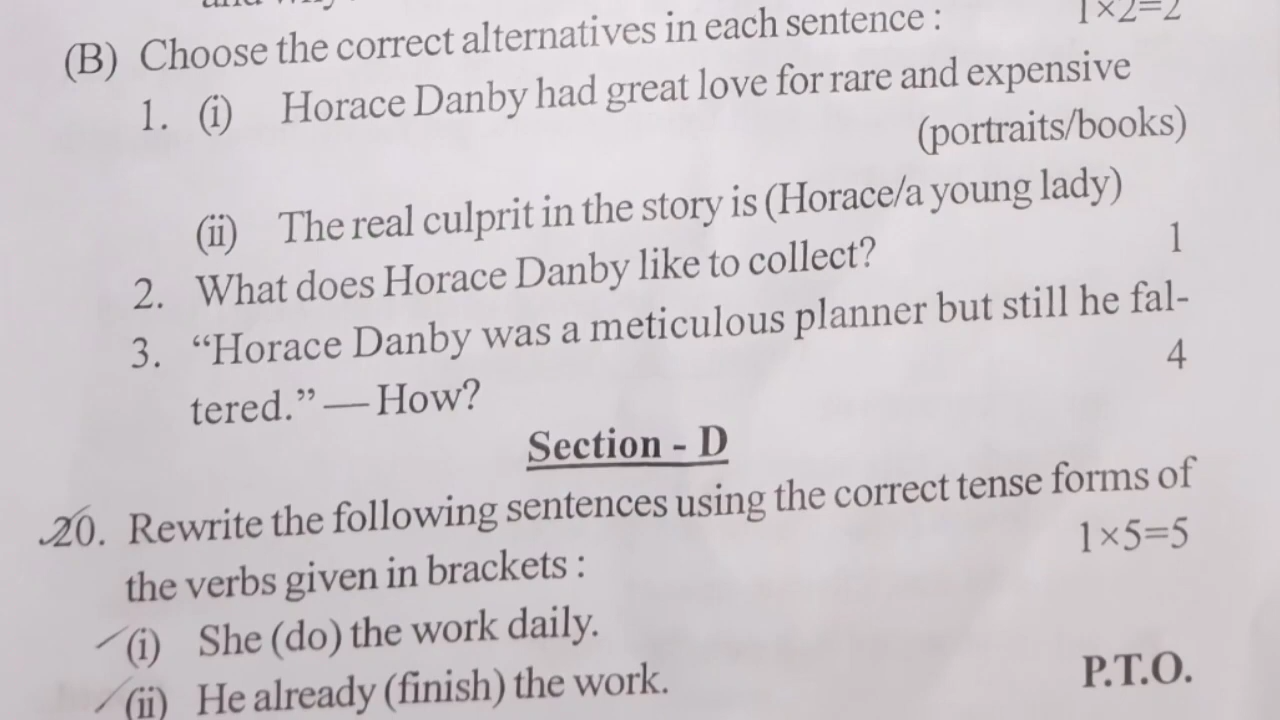 1×2=2
(B) Choose the correct alternatives in each sentence :
1. (i) Horace Danby had great love for rare and expensive
(portraits/books)
(ii) The real culprit in the story is (Horace/a young lady)
2. What does Horace Danby like to collect? 1
3. “Horace Danby was a meticulous planner but still he fal-
tered.” — How? 4
Section - D
20. Rewrite the following sentences using the correct tense forms of
the verbs given in brackets : 1×5=5
(i) She (do) the work daily.
(ii) He already (finish) the work.
P.T.O.